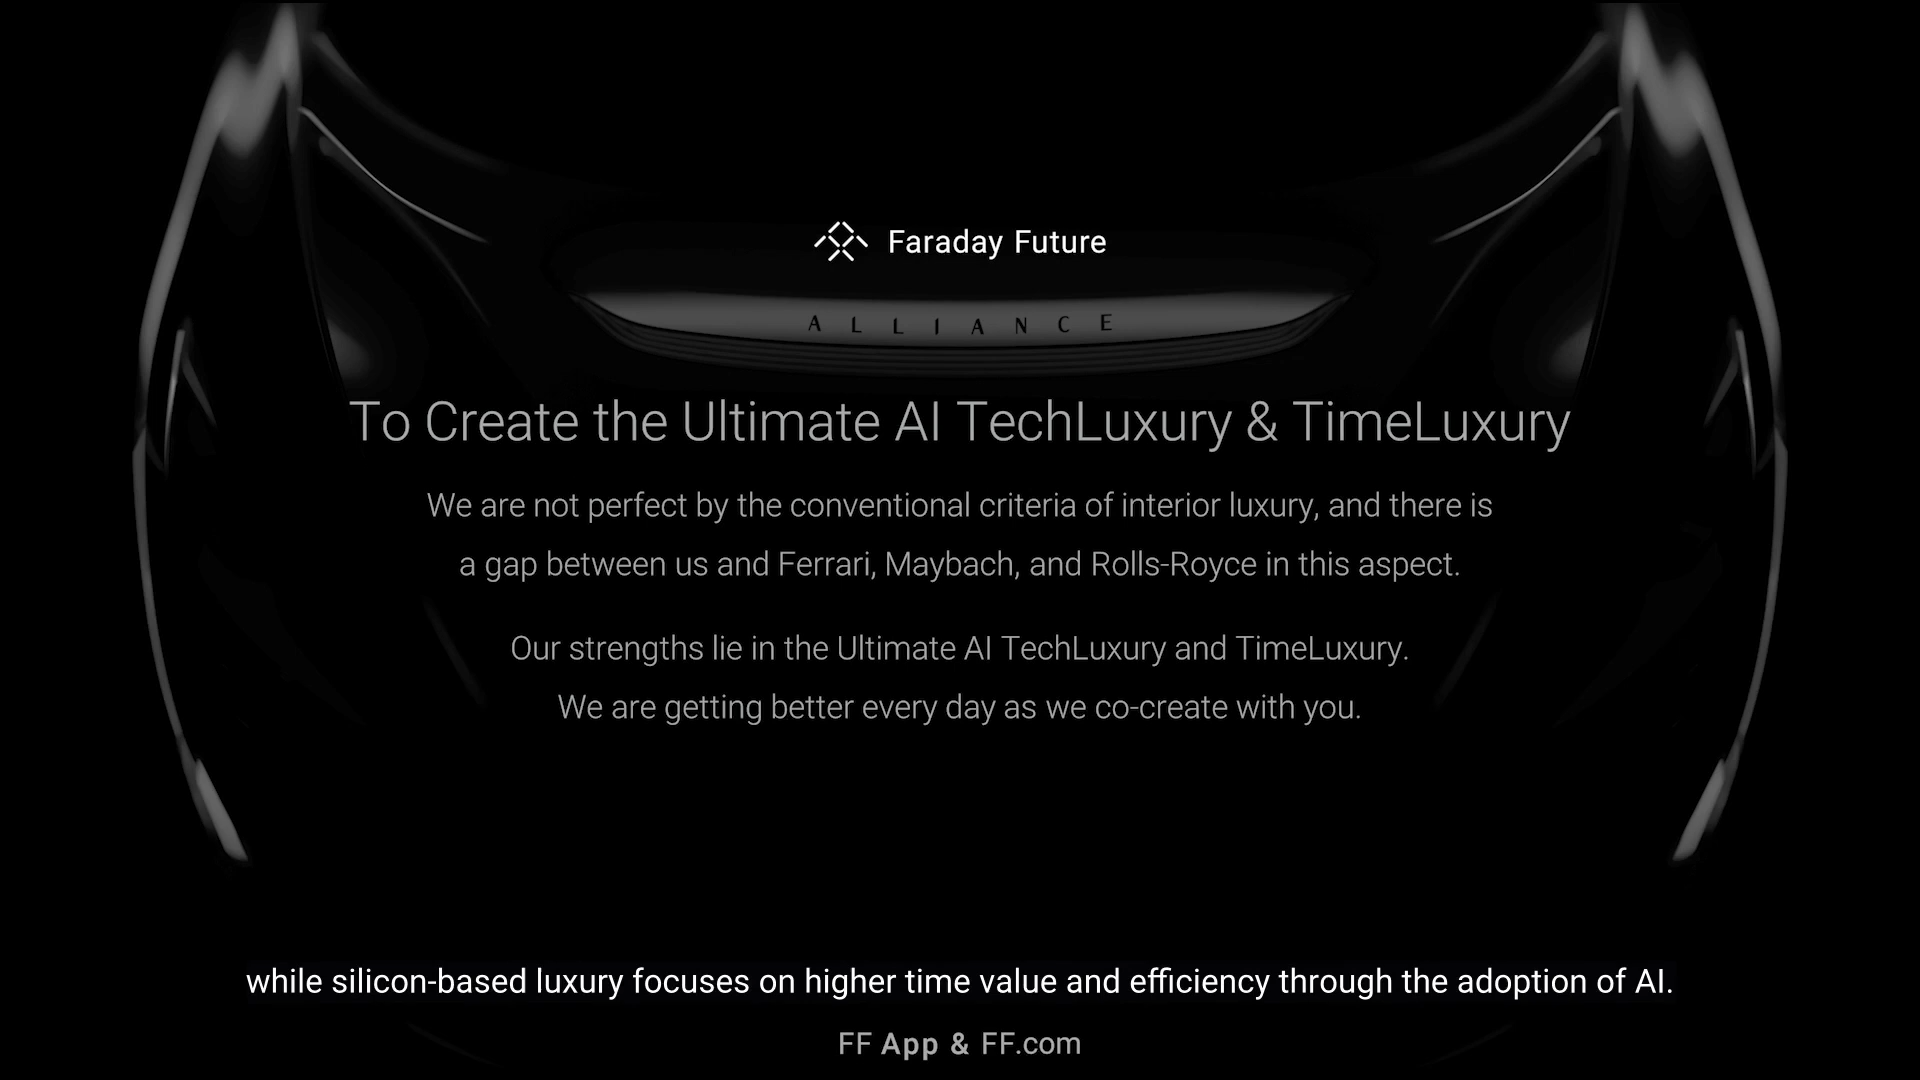 Faraday Future
ALLIANCE
To Create the Ultimate AI TechLuxury & TimeLuxury
We are not perfect by the conventional criteria of interior luxury, and there is
a gap between us and Ferrari, Maybach, and Rolls-Royce in this aspect.
Our strengths lie in the Ultimate AI TechLuxury and TimeLuxury.
We are getting better every day as we co-create with you.
while silicon-based luxury focuses on higher time value and efficiency through the adoption of AI.
FF App & FF.com